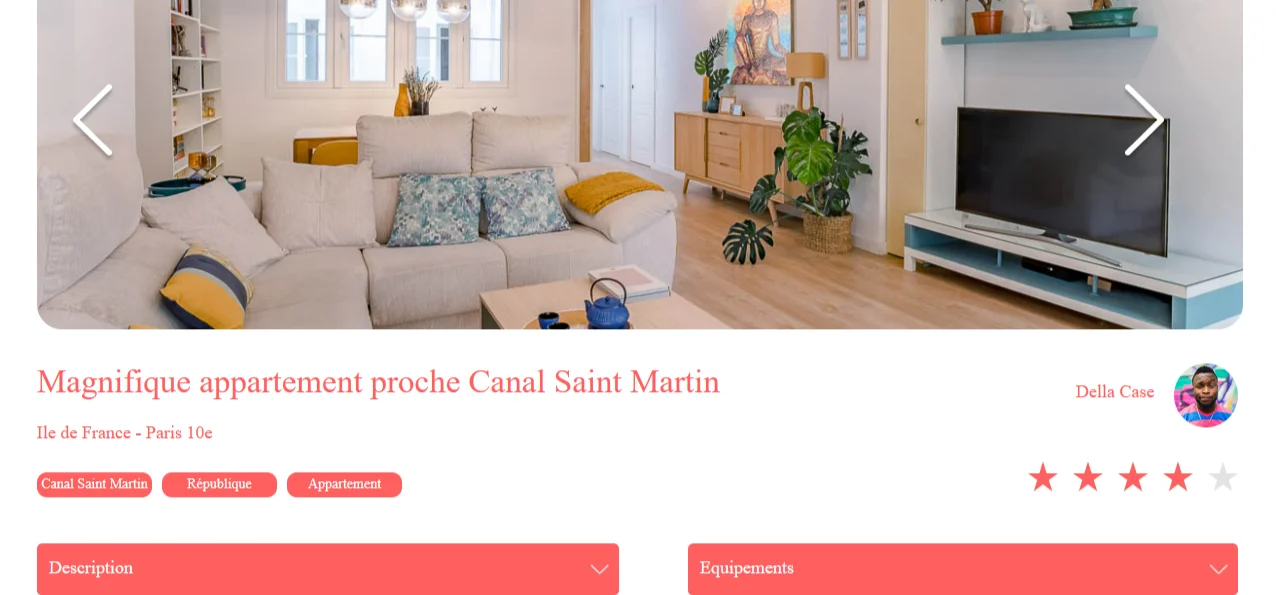 Magnifique appartement proche Canal Saint Martin
Della Case
Ile de France - Paris 10e
Canal Saint Martin
République
Appartement
Description
Equipements